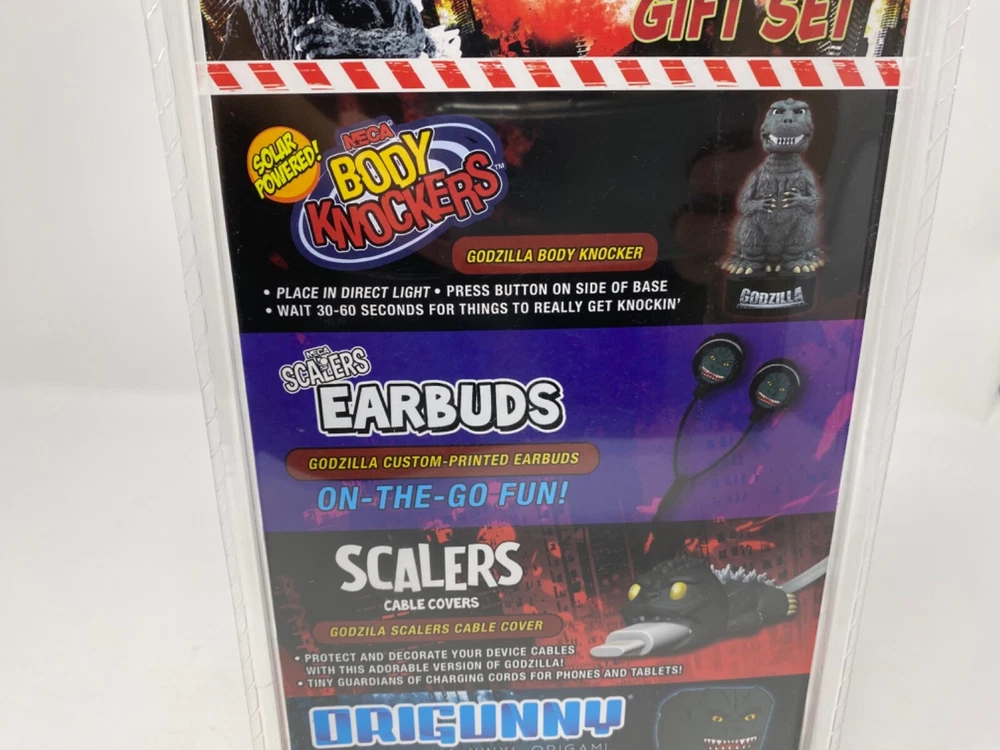 GIFT SET
SOLAR
POWERED!
NECA
BODY
KNOCKERS™
GODZILLA BODY KNOCKER
• PLACE IN DIRECT LIGHT • PRESS BUTTON ON SIDE OF BASE
• WAIT 30-60 SECONDS FOR THINGS TO REALLY GET KNOCKIN'
GODZILLA
NECA
SCALERS
EARBUDS
GODZILLA CUSTOM-PRINTED EARBUDS
ON-THE-GO FUN!
SCALERS
CABLE COVERS
GODZILA SCALERS CABLE COVER
• PROTECT AND DECORATE YOUR DEVICE CABLES
WITH THIS ADORABLE VERSION OF GODZILLA!
• TINY GUARDIANS OF CHARGING CORDS FOR PHONES AND TABLETS!
ORIGUNNY
VINYL ORIGAMI